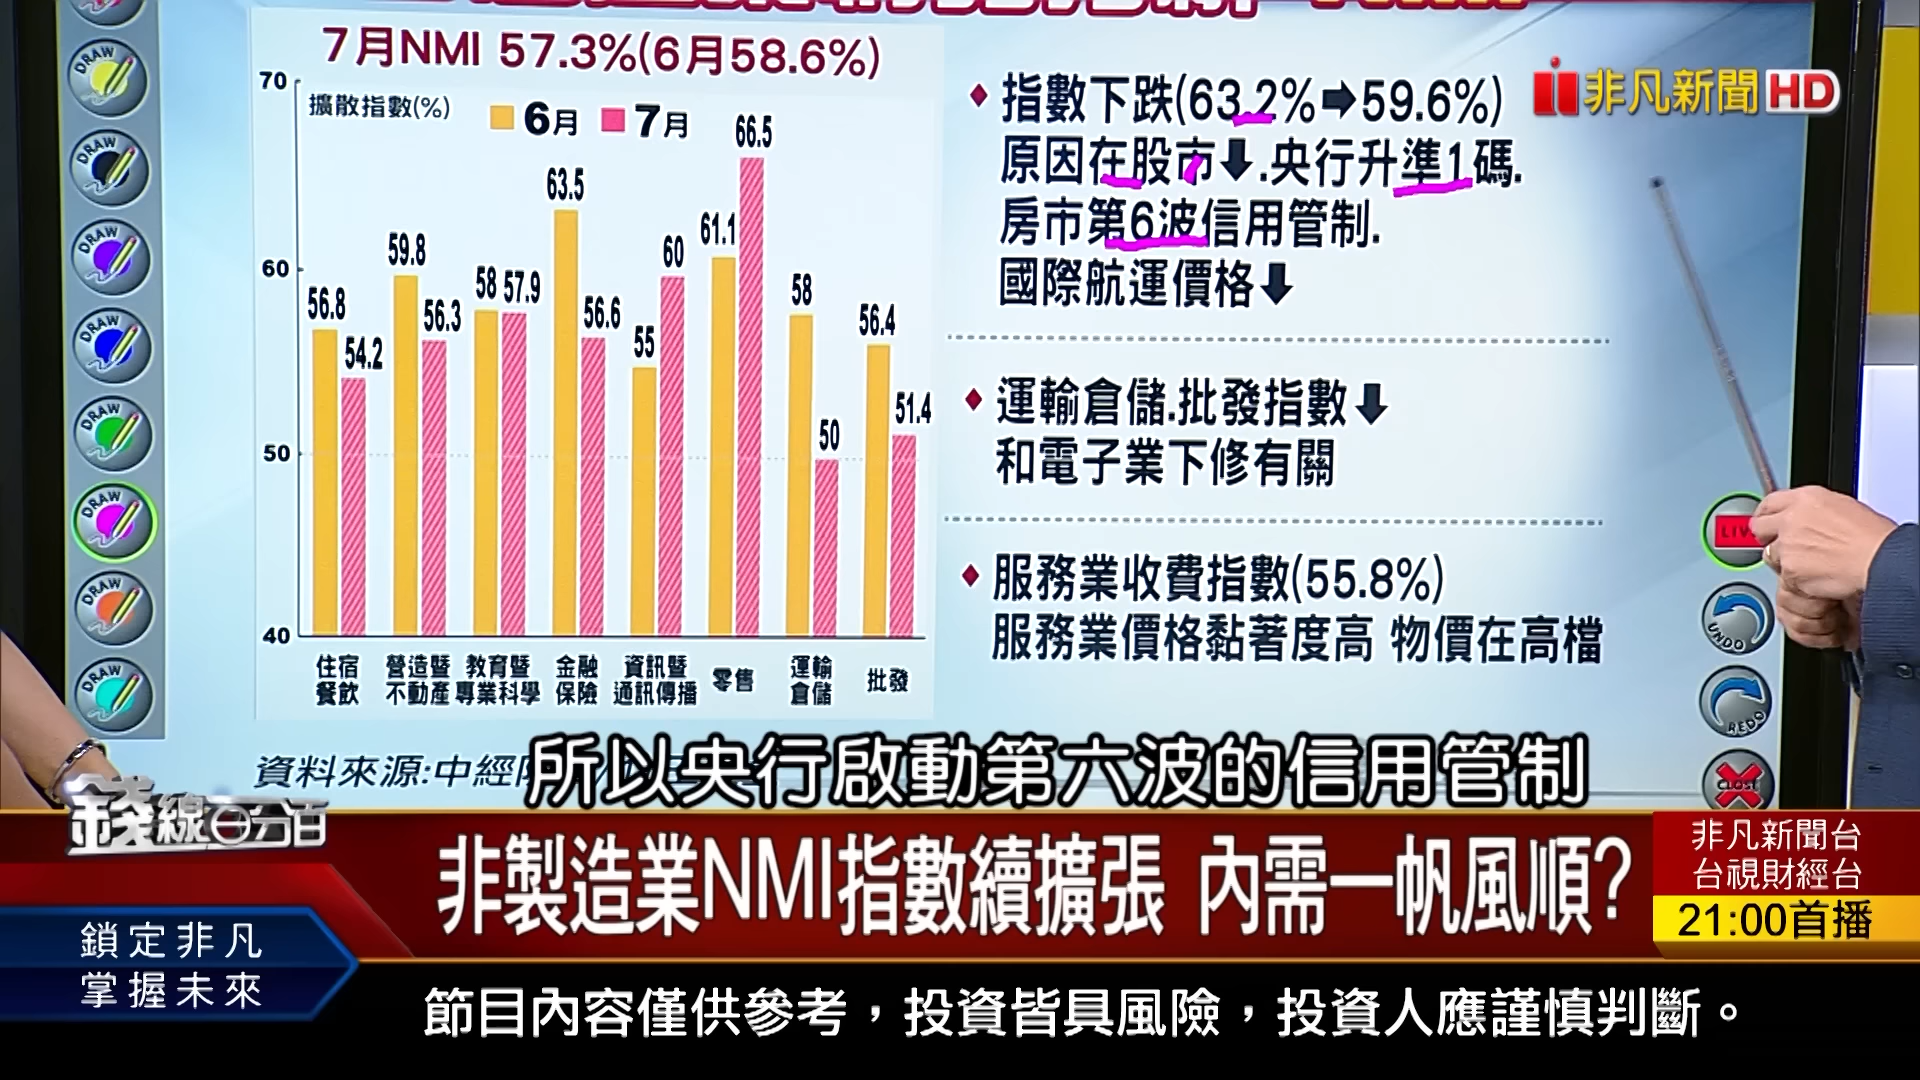 7月NMI 57.3%(6月58.6%)
擴散指數(%)
6月 7月
70
60
50
40
56.8 54.2
59.8 56.3
58 57.9
63.5 56.6
55 60
61.1 66.5
58 50
56.4 51.4
住宿
餐飲
營造暨
不動產
教育暨
專業科學
金融
保險
資訊暨
通訊傳播
零售
運輸
倉儲
批發
資料來源:中經院
指數下跌(63.2%➡59.6%)
原因在股市⬇.央行升準1碼.
房市第6波信用管制.
國際航運價格⬇
運輸倉儲.批發指數⬇
和電子業下修有關
服務業收費指數(55.8%)
服務業價格黏著度高 物價在高檔
非凡新聞HD
DRAW
DRAW
DRAW
DRAW
DRAW
DRAW
DRAW
DRAW
LIVE
UNDO
REDO
CLOSE
所以央行啟動第六波的信用管制
錢線百分百
非製造業NMI指數續擴張 內需一帆風順?
非凡新聞台
台視財經台
21:00首播
鎖定非凡
掌握未來
節目內容僅供參考，投資皆具風險，投資人應謹慎判斷。